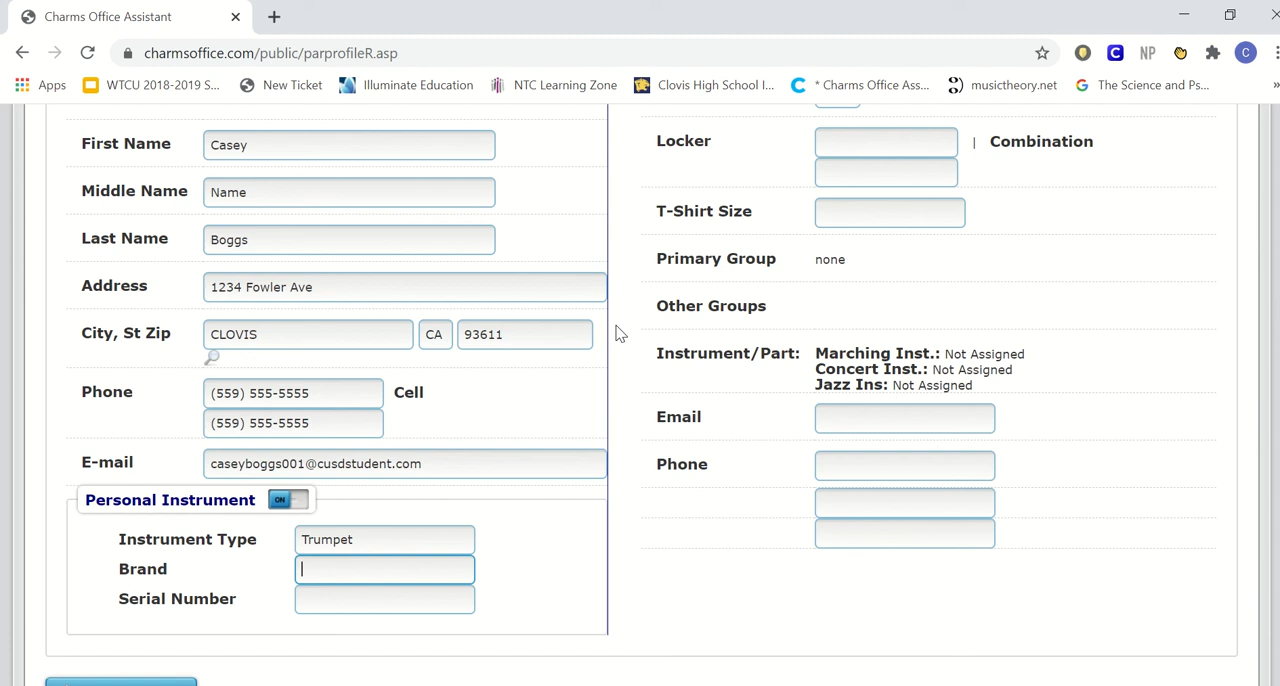 Charms Office Assistant
charmsoffice.com/public/parprofileR.asp
C NP C
Apps WTCU 2018-2019 S... New Ticket Illuminate Education NTC Learning Zone Clovis High School I... * Charms Office Ass... musictheory.net The Science and Ps... »
First Name Casey
Middle Name Name
Last Name Boggs
Address 1234 Fowler Ave
City, St Zip CLOVIS CA 93611
Phone (559) 555-5555 Cell
(559) 555-5555
E-mail caseyboggs001@cusdstudent.com
Personal Instrument ON
Instrument Type Trumpet
Brand
Serial Number
Locker | Combination
T-Shirt Size
Primary Group none
Other Groups
Instrument/Part: Marching Inst.: Not Assigned
Concert Inst.: Not Assigned
Jazz Ins: Not Assigned
Email
Phone